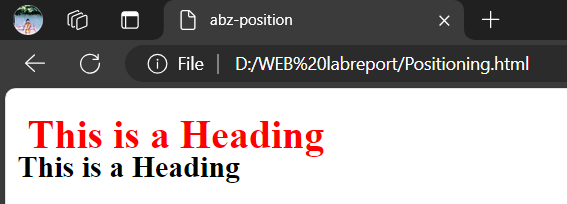 abz-position
File
D:/WEB%20labreport/Positioning.html
This is a Heading
This is a Heading